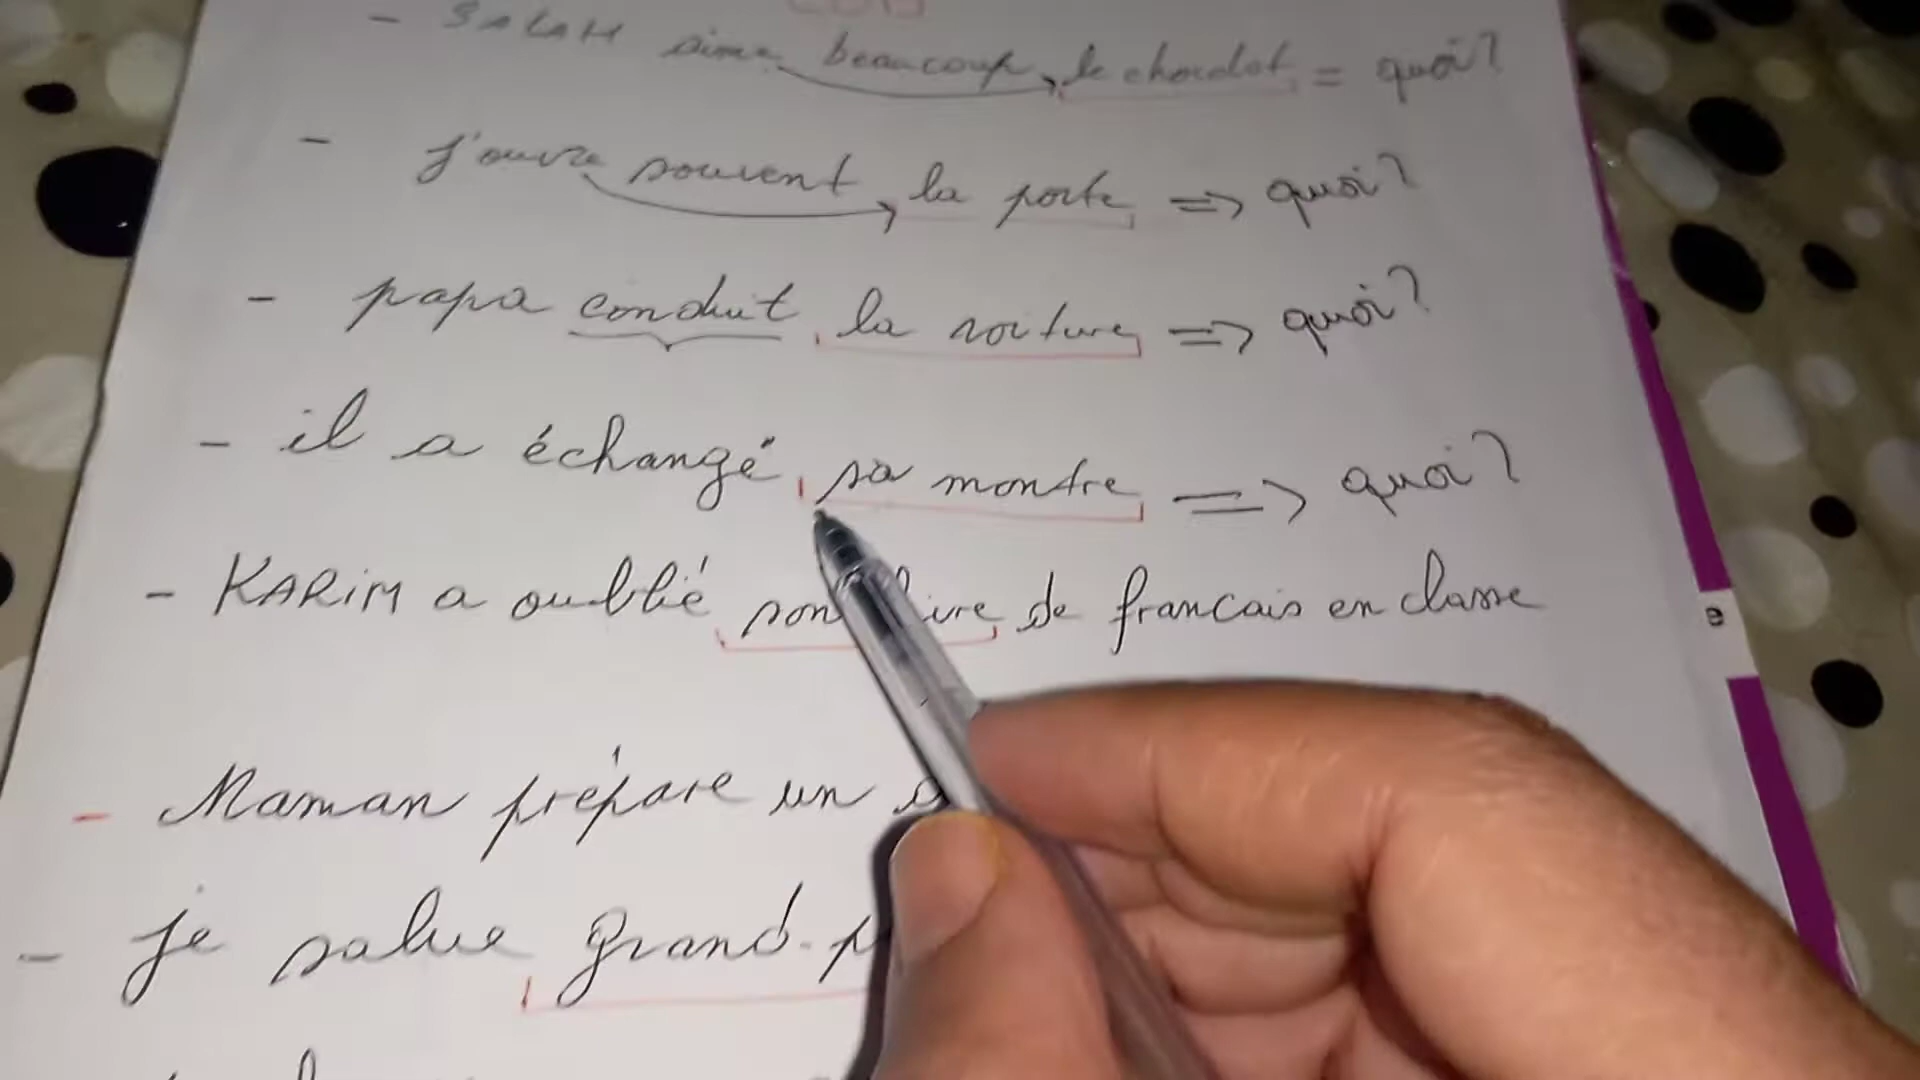 - SALAH aime beaucoup le chocolat = quoi?
- j'ouvre souvent la porte => quoi?
- papa conduit la voiture => quoi?
- il a échangé sa montre => quoi?
- KARIM a oublié son livre de francais en classe
- Maman prépare un
- je salue grand-p